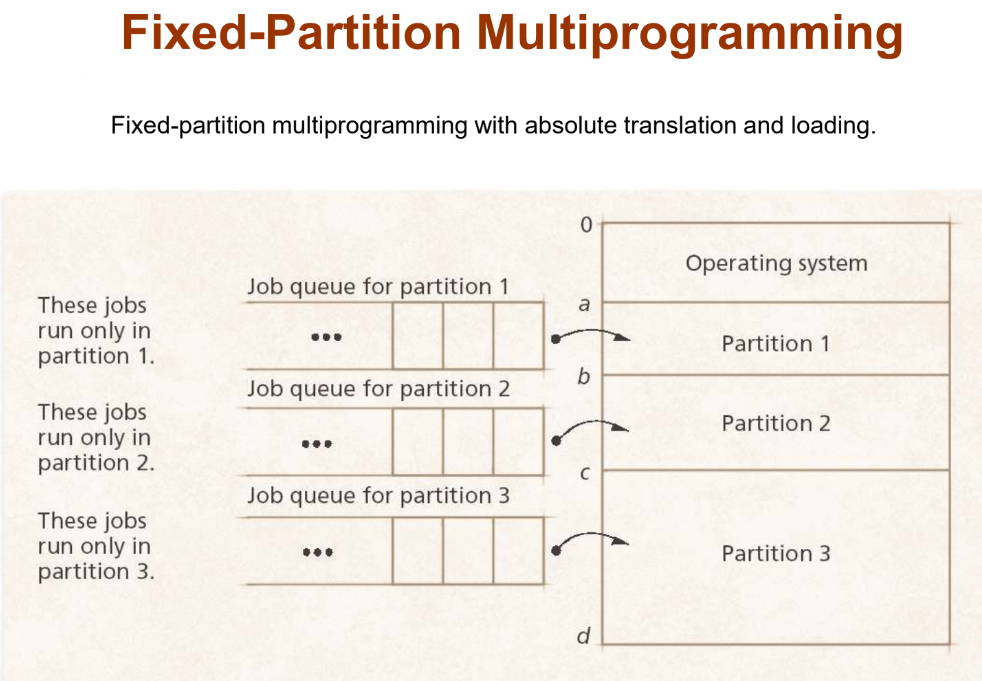 Fixed-Partition Multiprogramming
Fixed-partition multiprogramming with absolute translation and loading.
0
Operating system
Job queue for partition 1
These jobs
run only in
partition 1.
•••
a
Partition 1
b
Job queue for partition 2
These jobs
run only in
partition 2.
•••
Partition 2
c
Job queue for partition 3
These jobs
run only in
partition 3.
•••
Partition 3
d